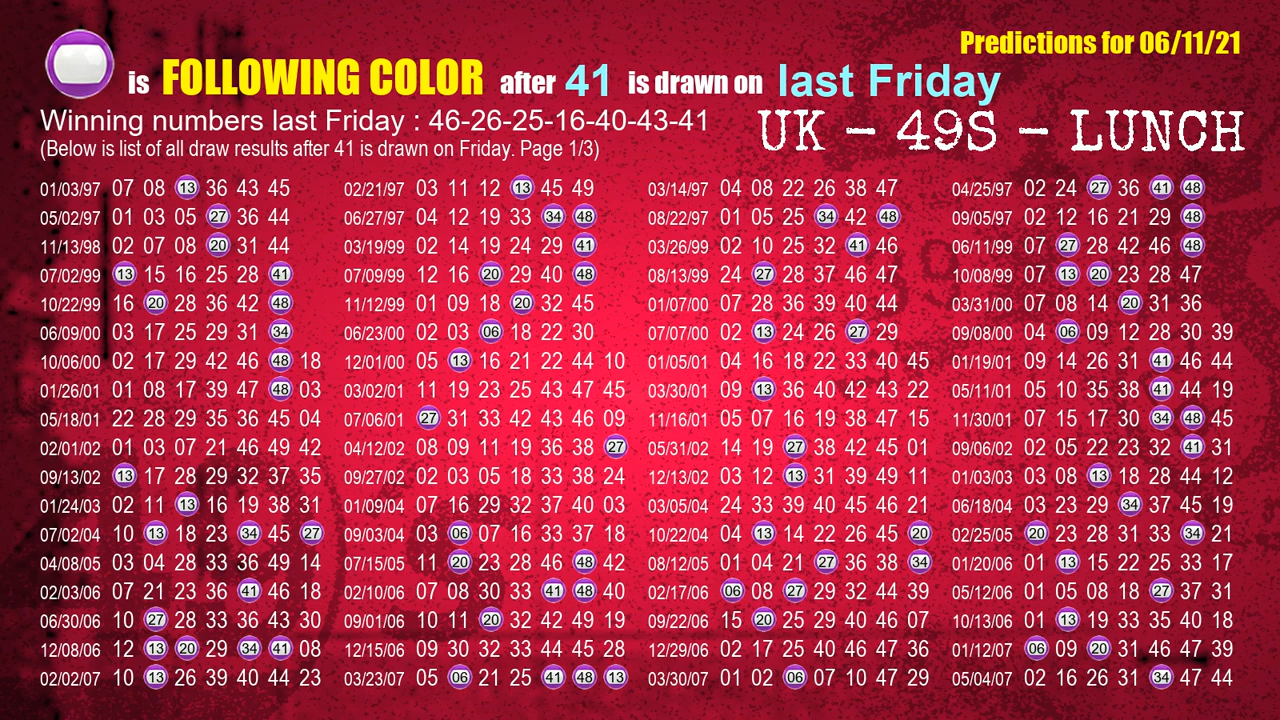 Predictions for 06/11/21
is FOLLOWING COLOR after 41 is drawn on last Friday
Winning numbers last Friday : 46-26-25-16-40-43-41
UK - 49S - LUNCH
(Below is list of all draw results after 41 is drawn on Friday. Page 1/3)
01/03/97 07 08 13 36 43 45 02/21/97 03 11 12 13 45 49 03/14/97 04 08 22 26 38 47 04/25/97 02 24 27 36 41 48
05/02/97 01 03 05 27 36 44 06/27/97 04 12 19 33 34 48 08/22/97 01 05 25 34 42 48 09/05/97 02 12 16 21 29 48
11/13/98 02 07 08 20 31 44 03/19/99 02 14 19 24 29 41 03/26/99 02 10 25 32 41 46 06/11/99 07 27 28 42 46 48
07/02/99 13 15 16 25 28 41 07/09/99 12 16 20 29 40 48 08/13/99 24 27 28 37 46 47 10/08/99 07 13 20 23 28 47
10/22/99 16 20 28 36 42 48 11/12/99 01 09 18 20 32 45 01/07/00 07 28 36 39 40 44 03/31/00 07 08 14 20 31 36
06/09/00 03 17 25 29 31 34 06/23/00 02 03 06 18 22 30 07/07/00 02 13 24 26 27 29 09/08/00 04 06 09 12 28 30 39
10/06/00 02 17 29 42 46 48 18 12/01/00 05 13 16 21 22 44 10 01/05/01 04 16 18 22 33 40 45 01/19/01 09 14 26 31 41 46 44
01/26/01 01 08 17 39 47 48 03 03/02/01 11 19 23 25 43 47 45 03/30/01 09 13 36 40 42 43 22 05/11/01 05 10 35 38 41 44 19
05/18/01 22 28 29 35 36 45 04 07/06/01 27 31 33 42 43 46 09 11/16/01 05 07 16 19 38 47 15 11/30/01 07 15 17 30 34 48 45
02/01/02 01 03 07 21 46 49 42 04/12/02 08 09 11 19 36 38 27 05/31/02 14 19 27 38 42 45 01 09/06/02 02 05 22 23 32 41 31
09/13/02 13 17 28 29 32 37 35 09/27/02 02 03 05 18 33 38 24 12/13/02 03 12 13 31 39 49 11 01/03/03 03 08 13 18 28 44 12
01/24/03 02 11 13 16 19 38 31 01/09/04 07 16 29 32 37 40 03 03/05/04 24 33 39 40 45 46 21 06/18/04 03 23 29 34 37 45 19
07/02/04 10 13 18 23 34 45 27 09/03/04 03 06 07 16 33 37 18 10/22/04 04 13 14 22 26 45 20 02/25/05 20 23 28 31 33 34 21
04/08/05 03 04 28 33 36 49 14 07/15/05 11 20 23 28 46 48 42 08/12/05 01 04 21 27 36 38 34 01/20/06 01 13 15 22 25 33 17
02/03/06 07 21 23 36 41 46 18 02/10/06 07 08 30 33 41 48 40 02/17/06 06 08 27 29 32 44 39 05/12/06 01 05 08 18 27 37 31
06/30/06 10 27 28 33 36 43 30 09/01/06 10 11 20 32 42 49 19 09/22/06 15 20 25 29 40 46 07 10/13/06 01 13 19 33 35 40 18
12/08/06 12 13 20 29 34 41 08 12/15/06 09 30 32 33 44 45 28 12/29/06 02 17 35 40 46 47 36 01/12/07 06 09 20 31 46 47 39
02/02/07 10 13 26 39 40 44 23 03/23/07 05 06 21 25 41 48 13 03/30/07 01 02 06 07 10 47 29 05/04/07 02 16 26 31 34 47 44